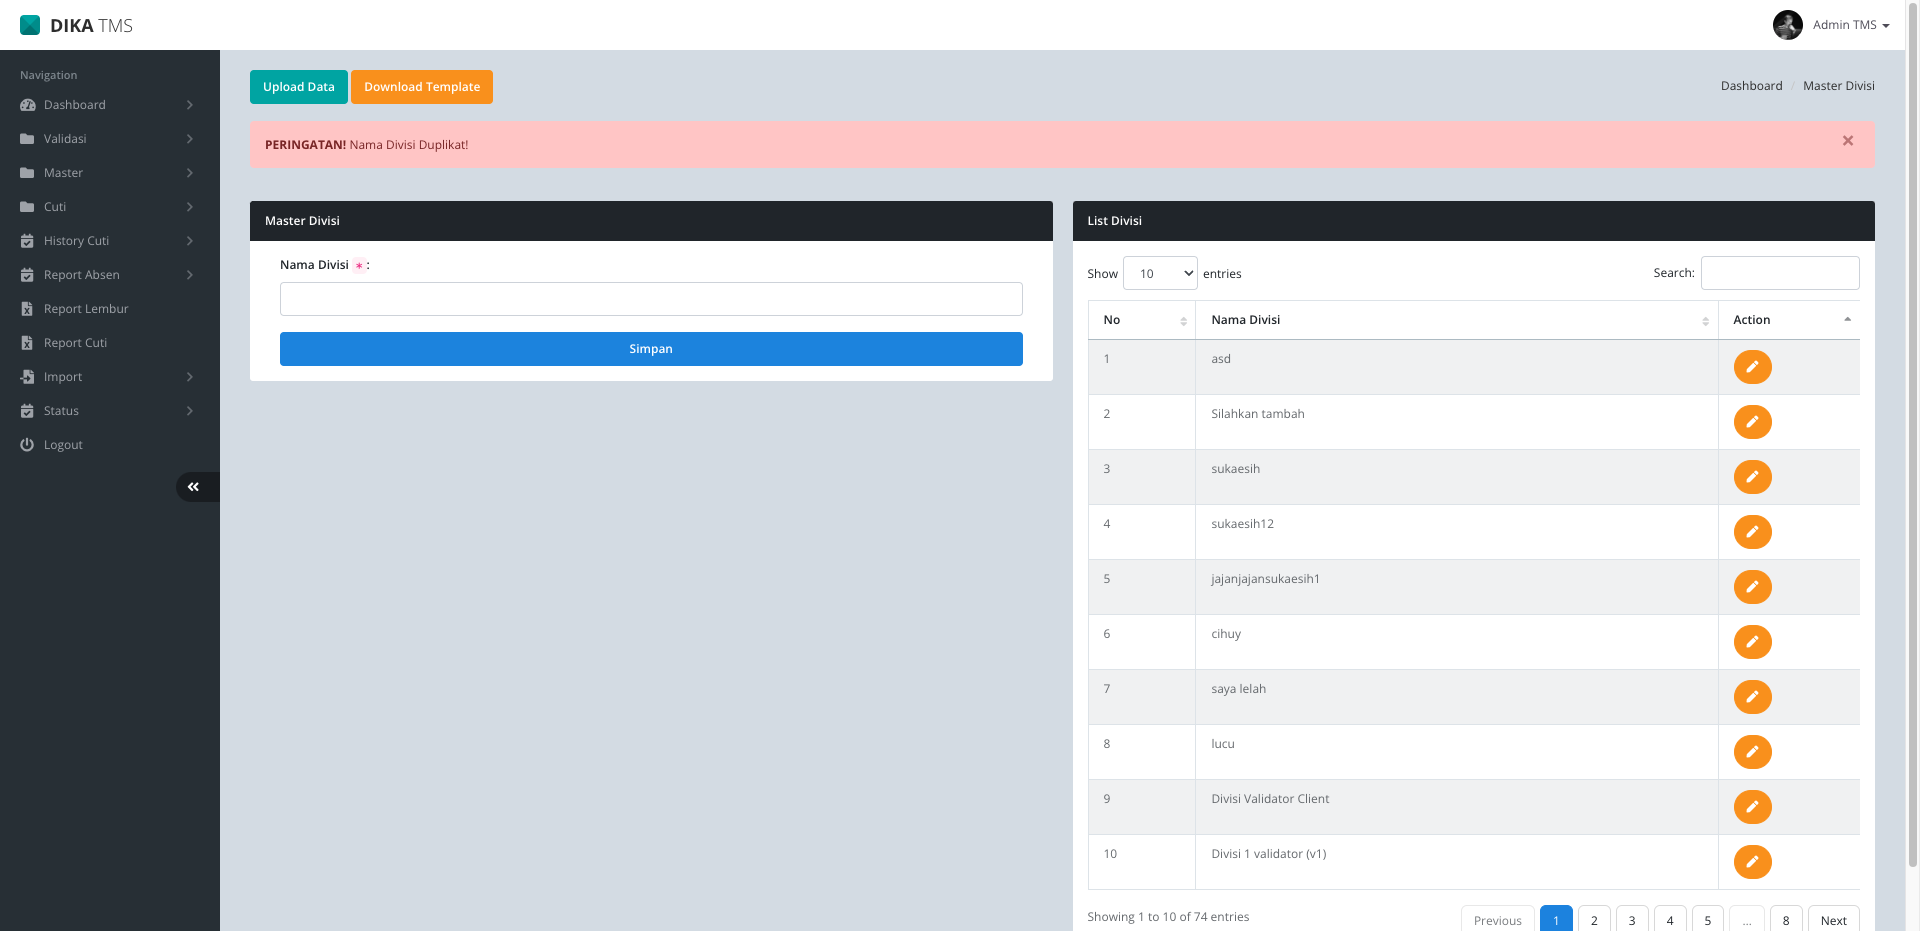 DIKA TMS
Admin TMS
Navigation
Dashboard
Validasi
Master
Cuti
History Cuti
Report Absen
Report Lembur
Report Cuti
Import
Status
Logout
Upload Data
Download Template
Dashboard / Master Divisi
PERINGATAN! Nama Divisi Duplikat!
×
Master Divisi
Nama Divisi * :
Simpan
List Divisi
Show 10 entries
Search:
No Nama Divisi Action
1 asd
2 Silahkan tambah
3 sukaesih
4 sukaesih12
5 jajanjajansukaesih1
6 cihuy
7 saya lelah
8 lucu
9 Divisi Validator Client
10 Divisi 1 validator (v1)
Showing 1 to 10 of 74 entries
Previous 1 2 3 4 5 ... 8 Next